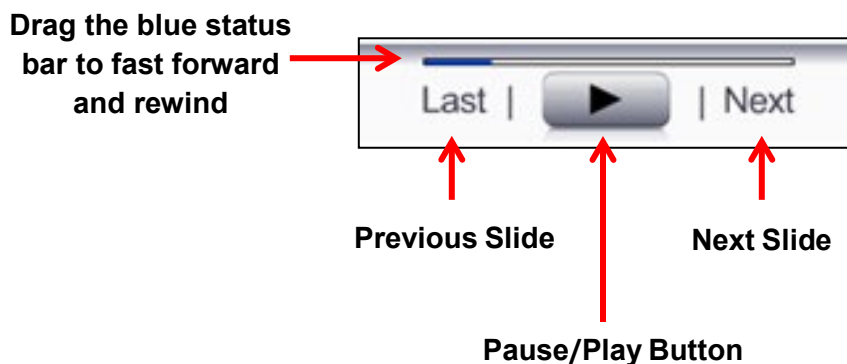 Drag the blue status
bar to fast forward
and rewind
Last | | Next
Previous Slide
Next Slide
Pause/Play Button